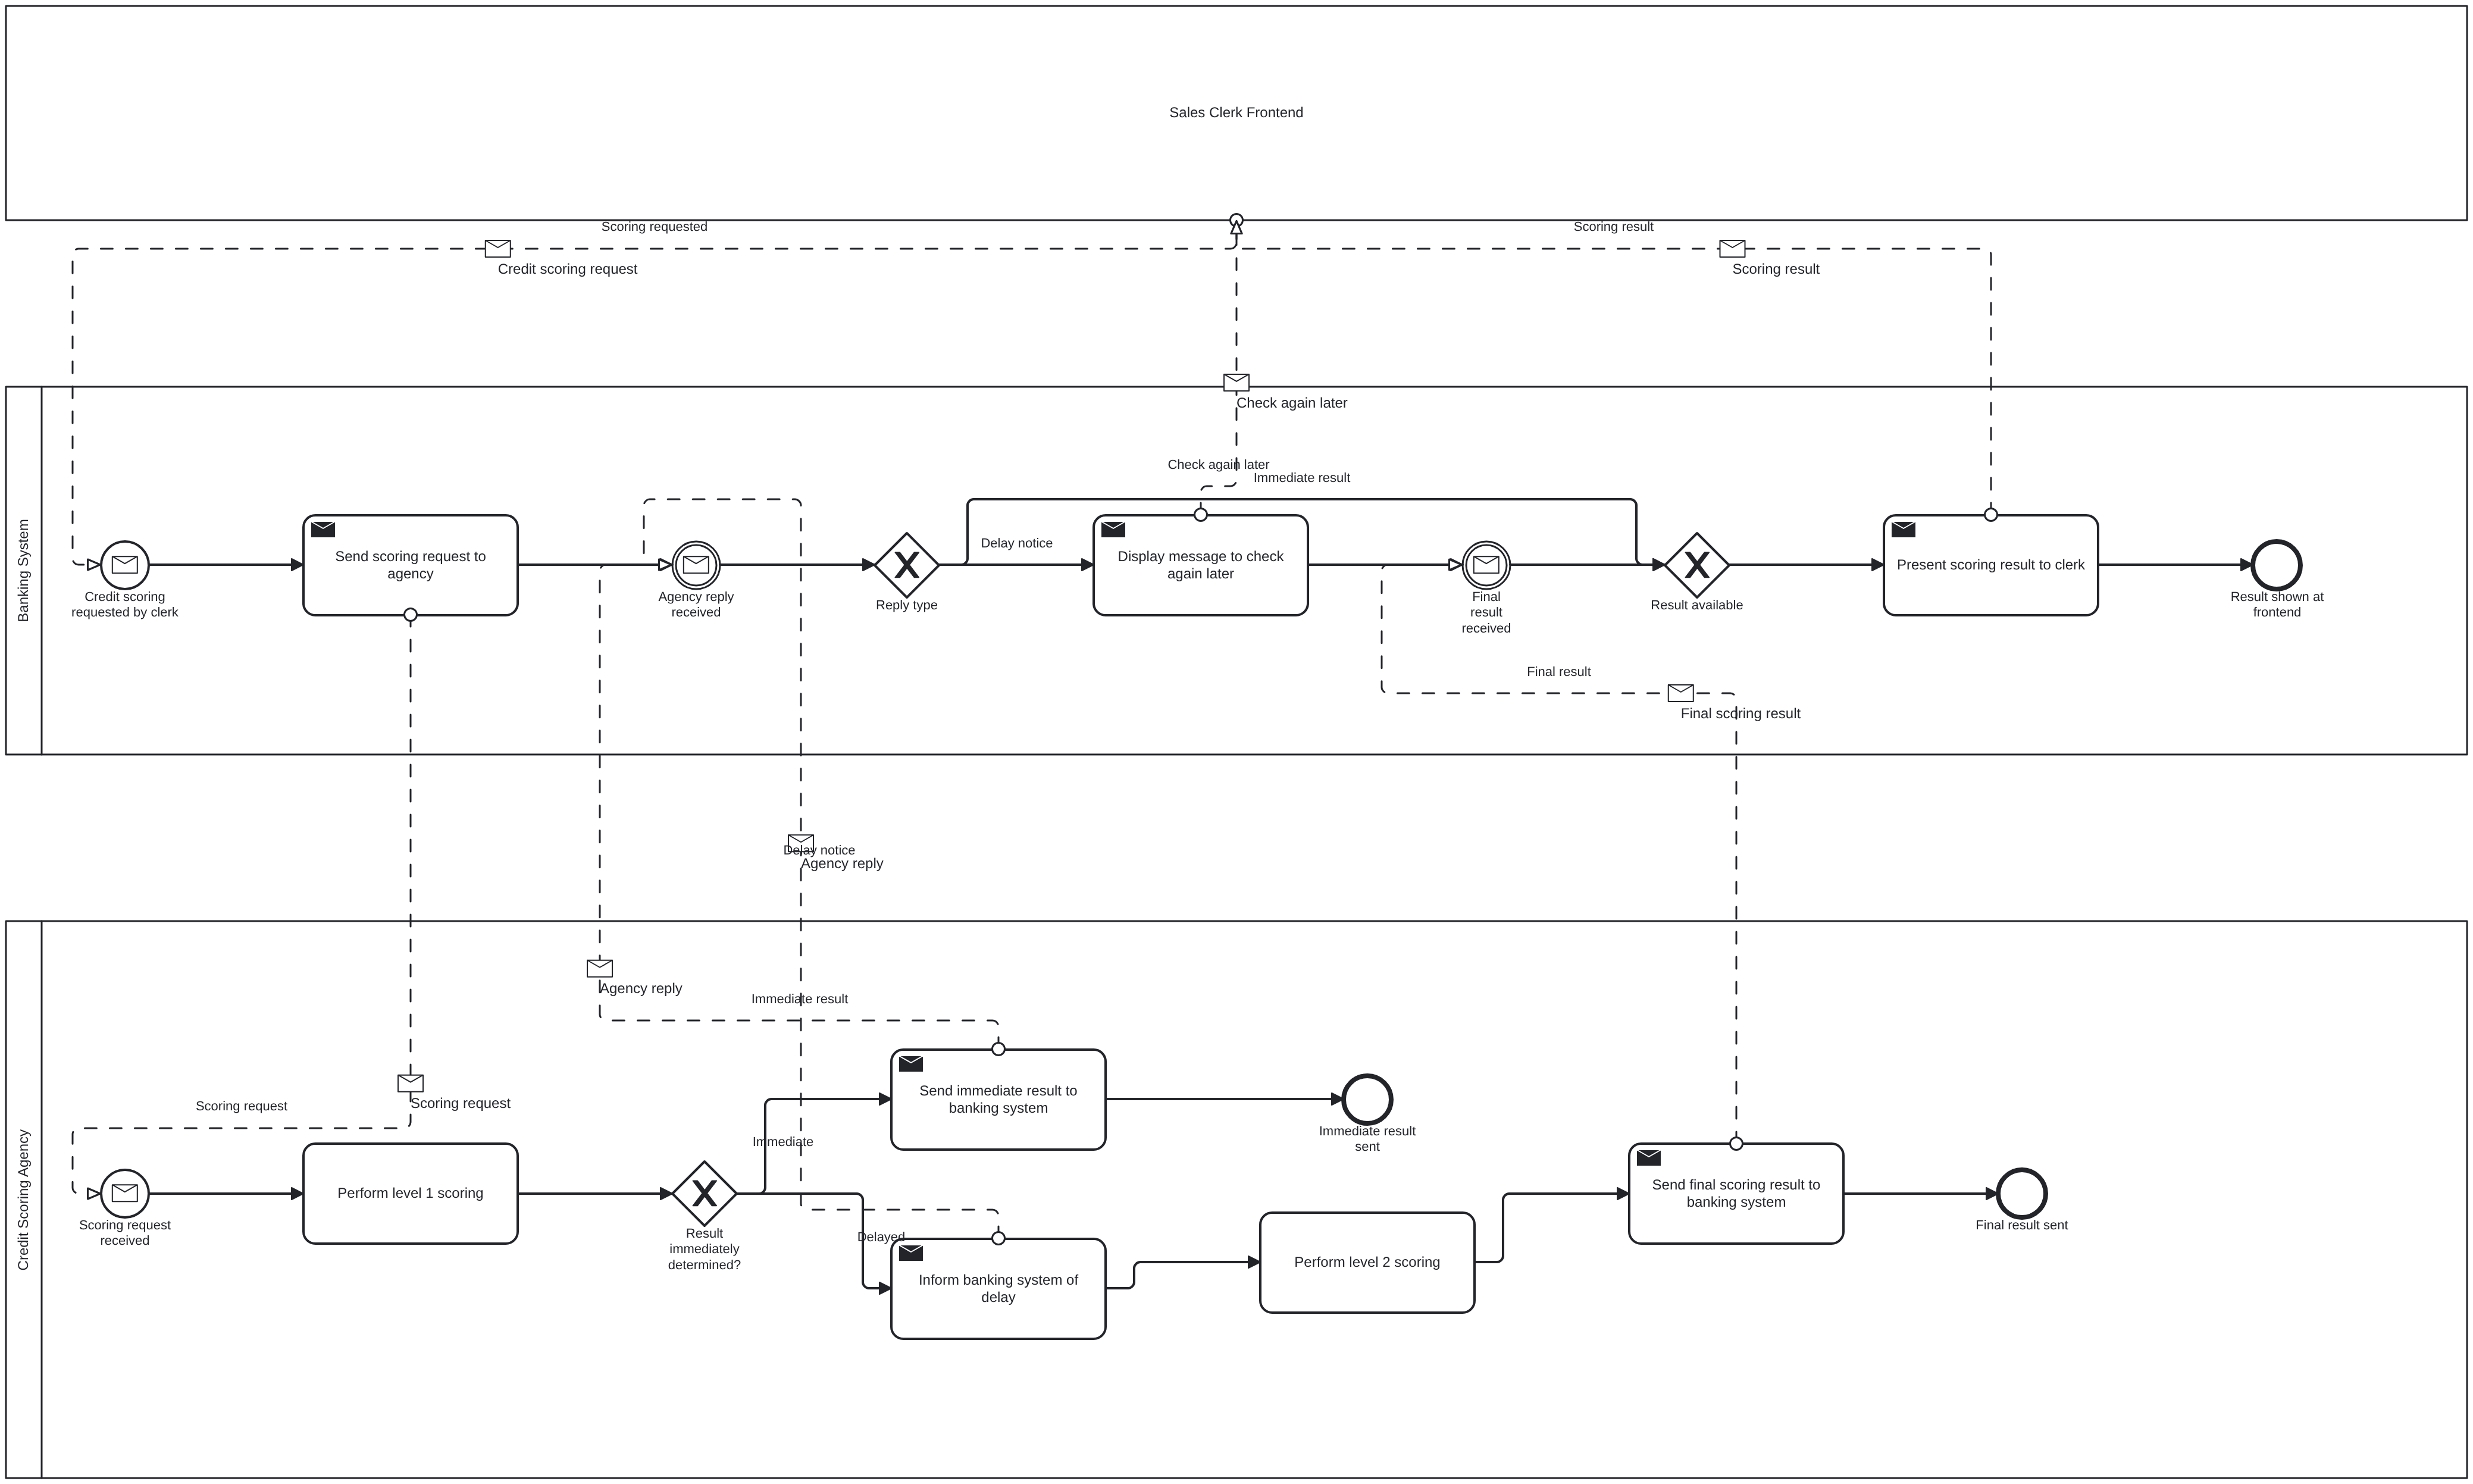 Sales Clerk Frontend
Scoring requested
Scoring result
Credit scoring request
Scoring result
Check again later
Check again later
Immediate result
Banking System
Send scoring request to
agency
Delay notice
Display message to check
again later
Present scoring result to clerk
Credit scoring
requested by clerk
Agency reply
received
Reply type
Final
result
received
Result available
Result shown at
frontend
Final result
Final scoring result
Delay notice
Agency reply
Credit Scoring Agency
Agency reply
Immediate result
Scoring request
Scoring request
Send immediate result to
banking system
Immediate result
sent
Immediate
Perform level 1 scoring
Send final scoring result to
banking system
Scoring request
received
Result
immediately
determined?
Final result sent
Delayed
Inform banking system of
delay
Perform level 2 scoring